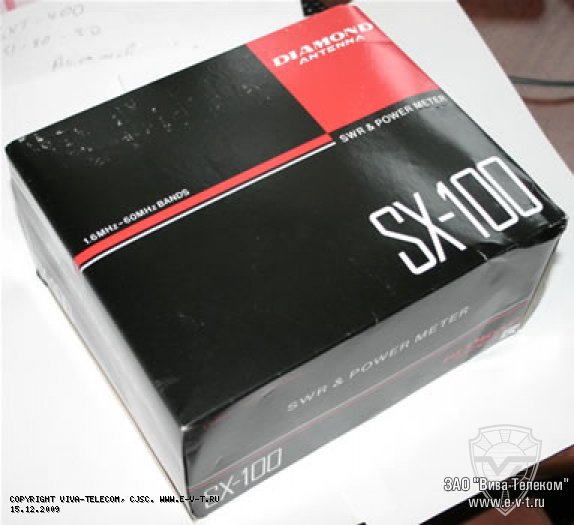 DIAMOND
ANTENNA
SWR & POWER METER
1.6MHz~60MHz BANDS
SX-100
SWR & POWER METER
SX-100
ЗАО "Вива-Телеком"
www.e-v-t.ru
COPYRIGHT VIVA-TELECOM, CJSC. WWW.E-V-T.RU
15.12.2009